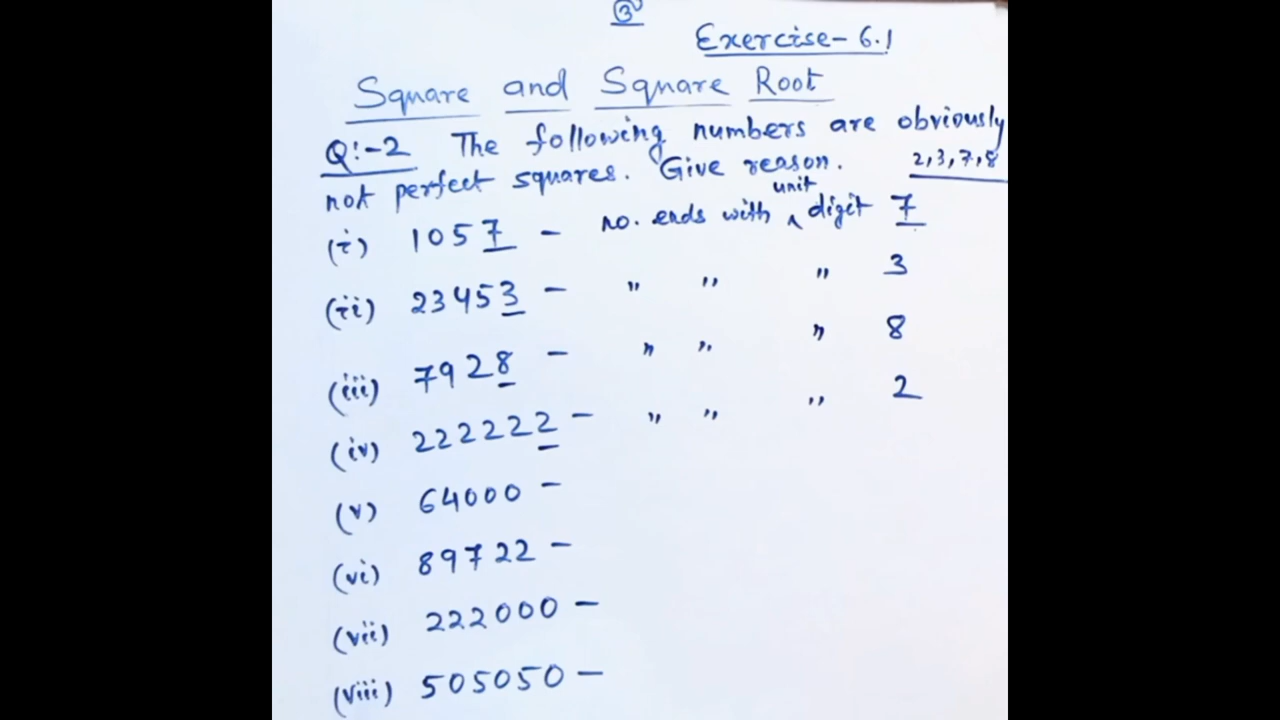 3
Exercise-6.1
Square and Square Root
Q:-2 The following numbers are obviously
not perfect squares. Give reason. 2,3,7,8
(i) 1057 - no. ends with unit digit 7
(ii) 23453 - " " " 3
(iii) 7928 - " " " 8
(iv) 222222 - " " " 2
(v) 64000 -
(vi) 89722 -
(vii) 222000 -
(viii) 505050 -